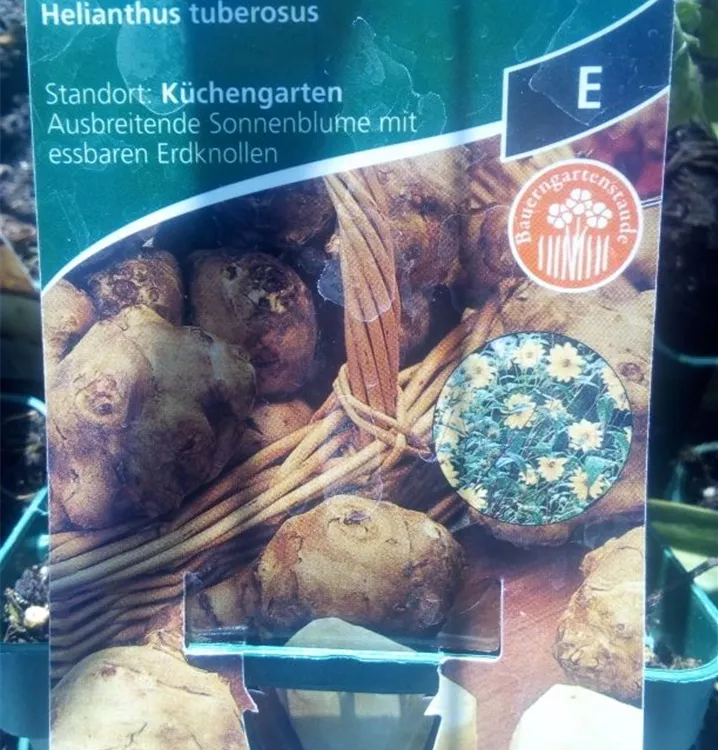 Helianthus tuberosus
Standort: Küchengarten
Ausbreitende Sonnenblume mit
essbaren Erdknollen
E
Bauerngartenstaude